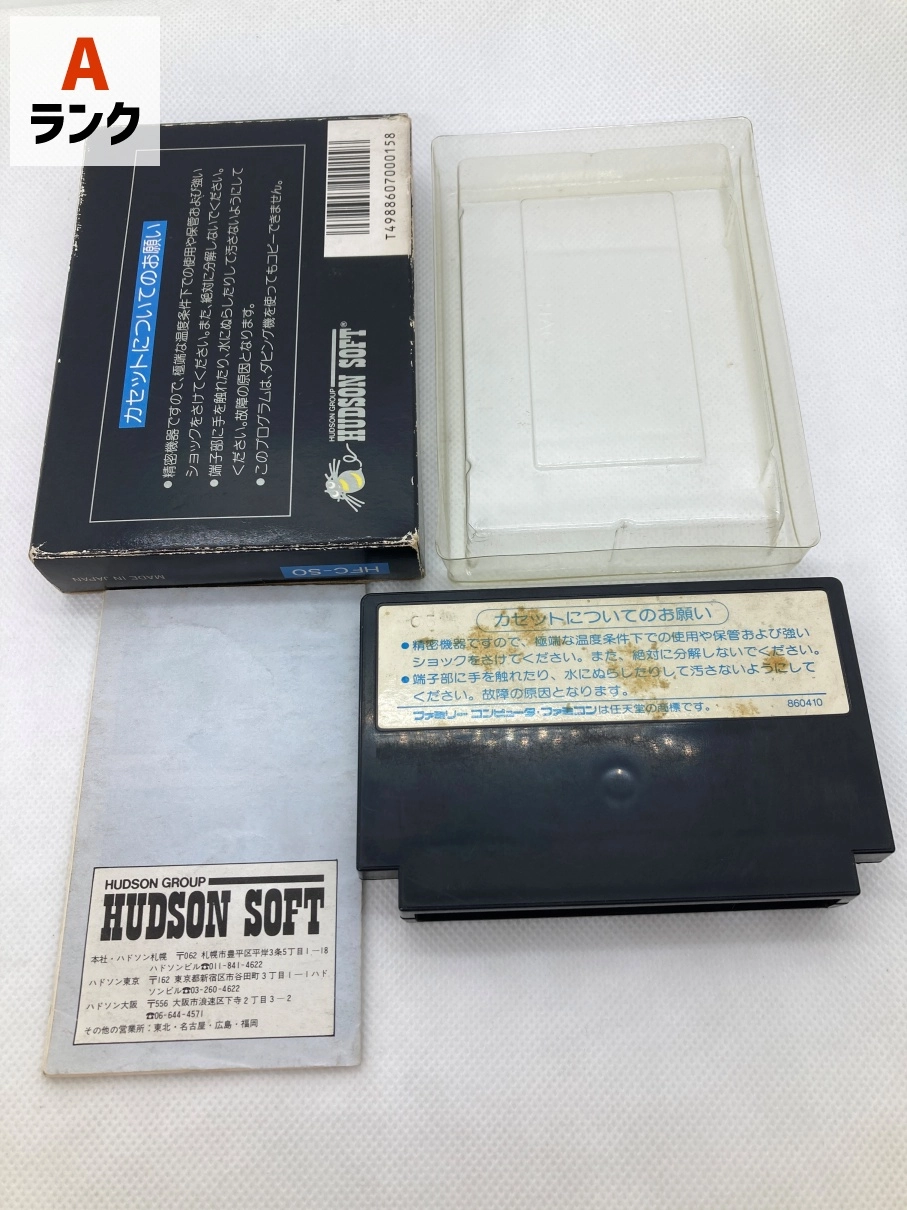 A
ランク
カセットについてのお願い
●精密機器ですので、極端な温度条件下での使用や保管および強い
ショックをさけてください。また、絶対に分解しないでください。
●端子部に手を触れたり、水にぬらしたりして汚さないようにして
ください。故障の原因となります。
●このプログラムは、ダビング機を使ってもコピーできません。
T4988607000158
HUDSON GROUP
HUDSON SOFT®
HFC-SO
MADE IN JAPAN
カセットについてのお願い
●精密機器ですので、極端な温度条件下での使用や保管および強い
ショックをさけてください。また、絶対に分解しないでください。
●端子部に手を触れたり、水にぬらしたりして汚さないようにして
ください。故障の原因となります。
ファミリーコンピュータ・ファミコンは任天堂の商標です。
860410
HUDSON GROUP
HUDSON SOFT
本社・ハドソン札幌 〒062 札幌市豊平区平岸3条5丁目1-18
ハドソンビル☎011-841-4622
ハドソン東京 〒162 東京都新宿区市谷田町3丁目1-1ハド
ソンビル☎03-260-4622
ハドソン大阪 〒556 大阪市浪速区下寺2丁目3-2
☎06-644-4571
その他の営業所：東北・名古屋・広島・福岡